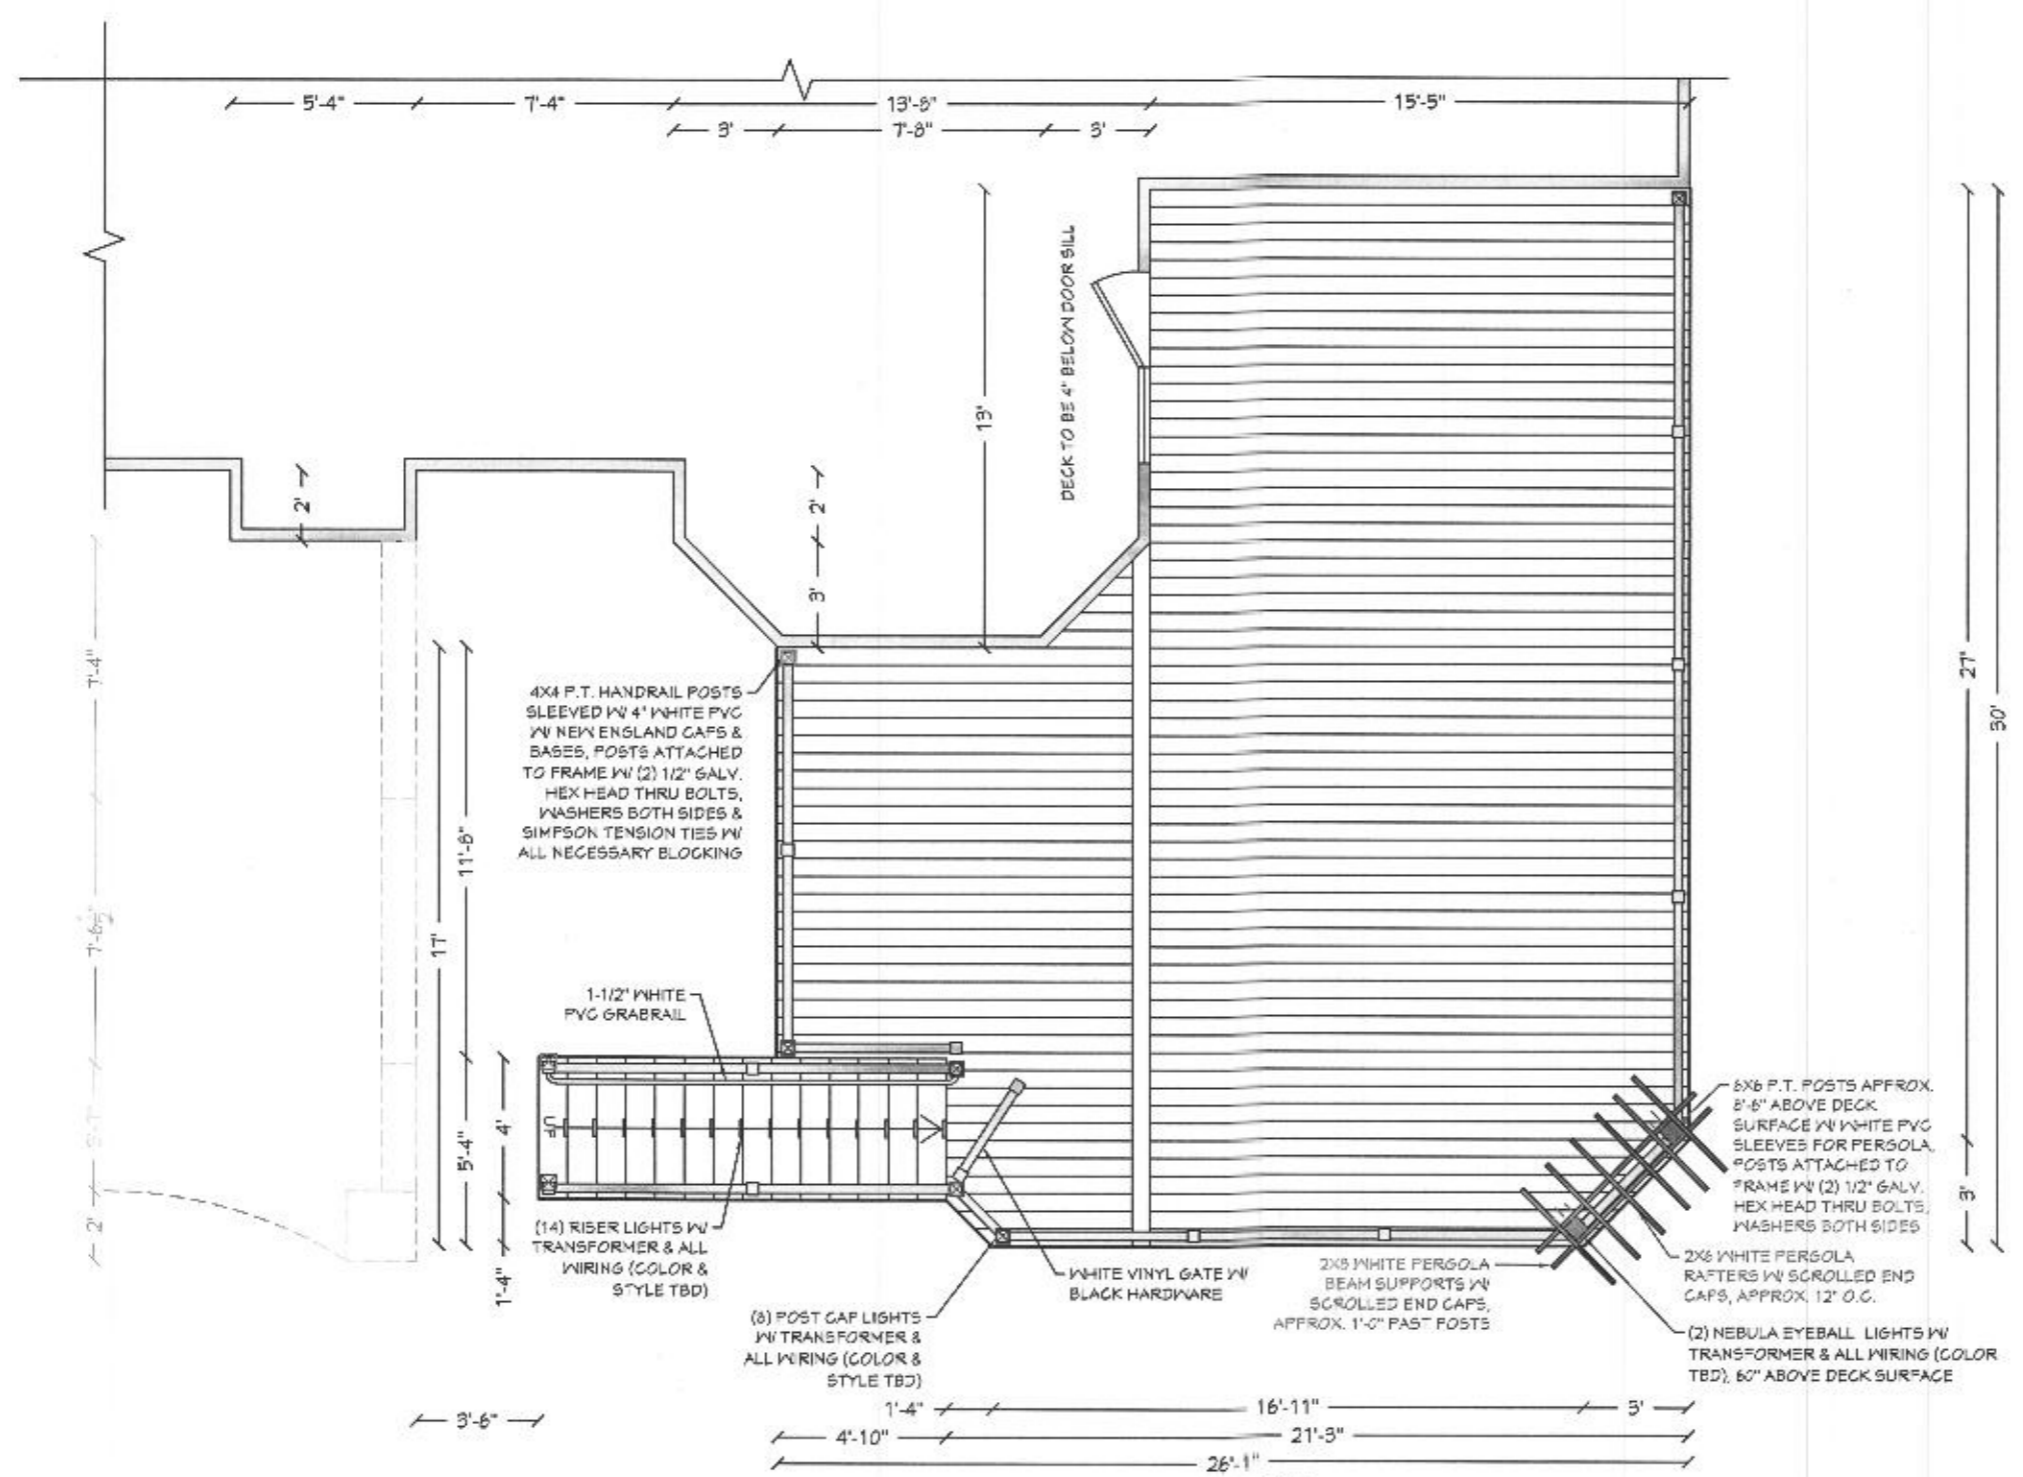 5'-4" 7'-4" 13'-8" 15'-5"
3' 7'-8" 3'
DECK TO BE 4" BELOW DOOR SILL
13'
2'
2'
3'
27'
30'
7'-4"
4X4 P.T. HANDRAIL POSTS
SLEEVED W/ 4" WHITE PVC
W/ NEW ENGLAND CAPS &
BASES, POSTS ATTACHED
TO FRAME W/ (2) 1/2" GALV.
HEX HEAD THRU BOLTS,
WASHERS BOTH SIDES &
SIMPSON TENSION TIES W/
ALL NECESSARY BLOCKING
11'-8"
17'
1-1/2" WHITE
PVC GRABRAIL
UP
4'
5'-4"
1'-4"
2'
3'
6X6 P.T. POSTS APPROX.
8'-6" ABOVE DECK
SURFACE W/ WHITE PVC
SLEEVES FOR PERGOLA,
POSTS ATTACHED TO
FRAME W/ (2) 1/2" GALV.
HEX HEAD THRU BOLTS,
WASHERS BOTH SIDES
(14) RISER LIGHTS W/
TRANSFORMER & ALL
WIRING (COLOR &
STYLE TBD)
WHITE VINYL GATE W/
BLACK HARDWARE
2X8 WHITE PERGOLA
BEAM SUPPORTS W/
SCROLLED END CAPS,
APPROX. 1'-0" PAST POSTS
2X6 WHITE PERGOLA
RAFTERS W/ SCROLLED END
CAPS, APPROX. 12" O.C.
(8) POST CAP LIGHTS
W/ TRANSFORMER &
ALL WIRING (COLOR &
STYLE TBD)
(2) NEBULA EYEBALL LIGHTS W/
TRANSFORMER & ALL WIRING (COLOR
TBD), 60" ABOVE DECK SURFACE
3'-6"
1'-4" 16'-11" 3'
4'-10" 21'-3"
26'-1"